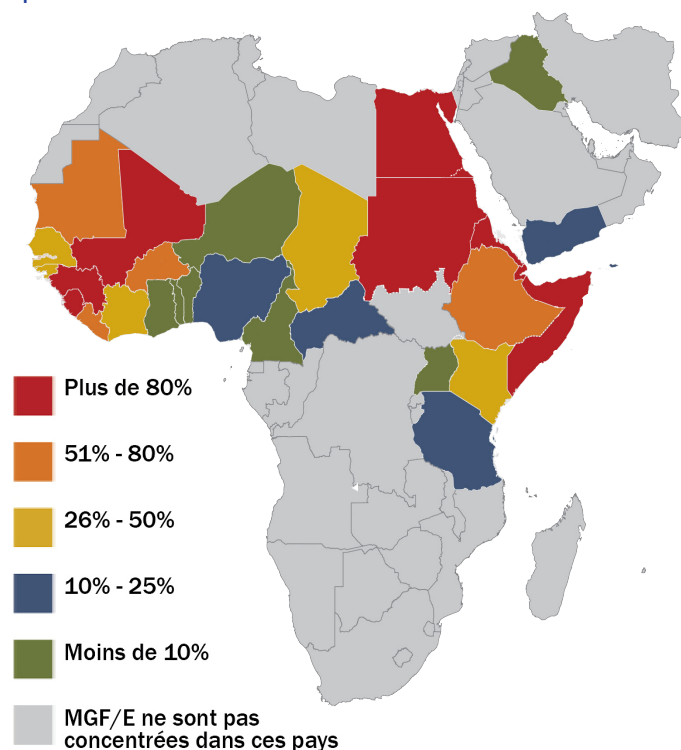 Plus de 80%
51% - 80%
26% - 50%
10% - 25%
Moins de 10%
MGF/E ne sont pas
concentrées dans ces pays